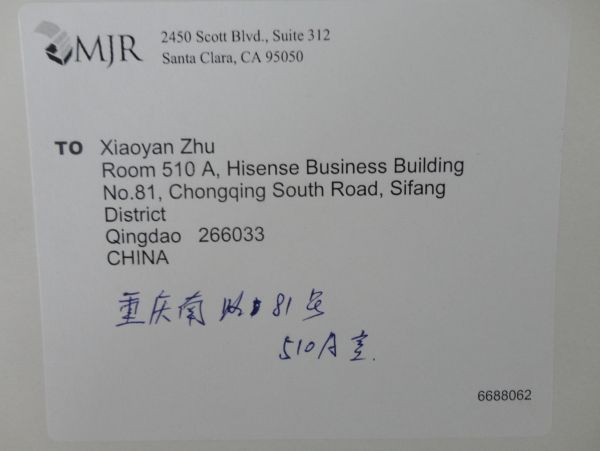 MJR
2450 Scott Blvd., Suite 312
Santa Clara, CA 95050
TO Xiaoyan Zhu
Room 510 A, Hisense Business Building
No.81, Chongqing South Road, Sifang
District
Qingdao 266033
CHINA
重庆南路81号
510A室.
6688062